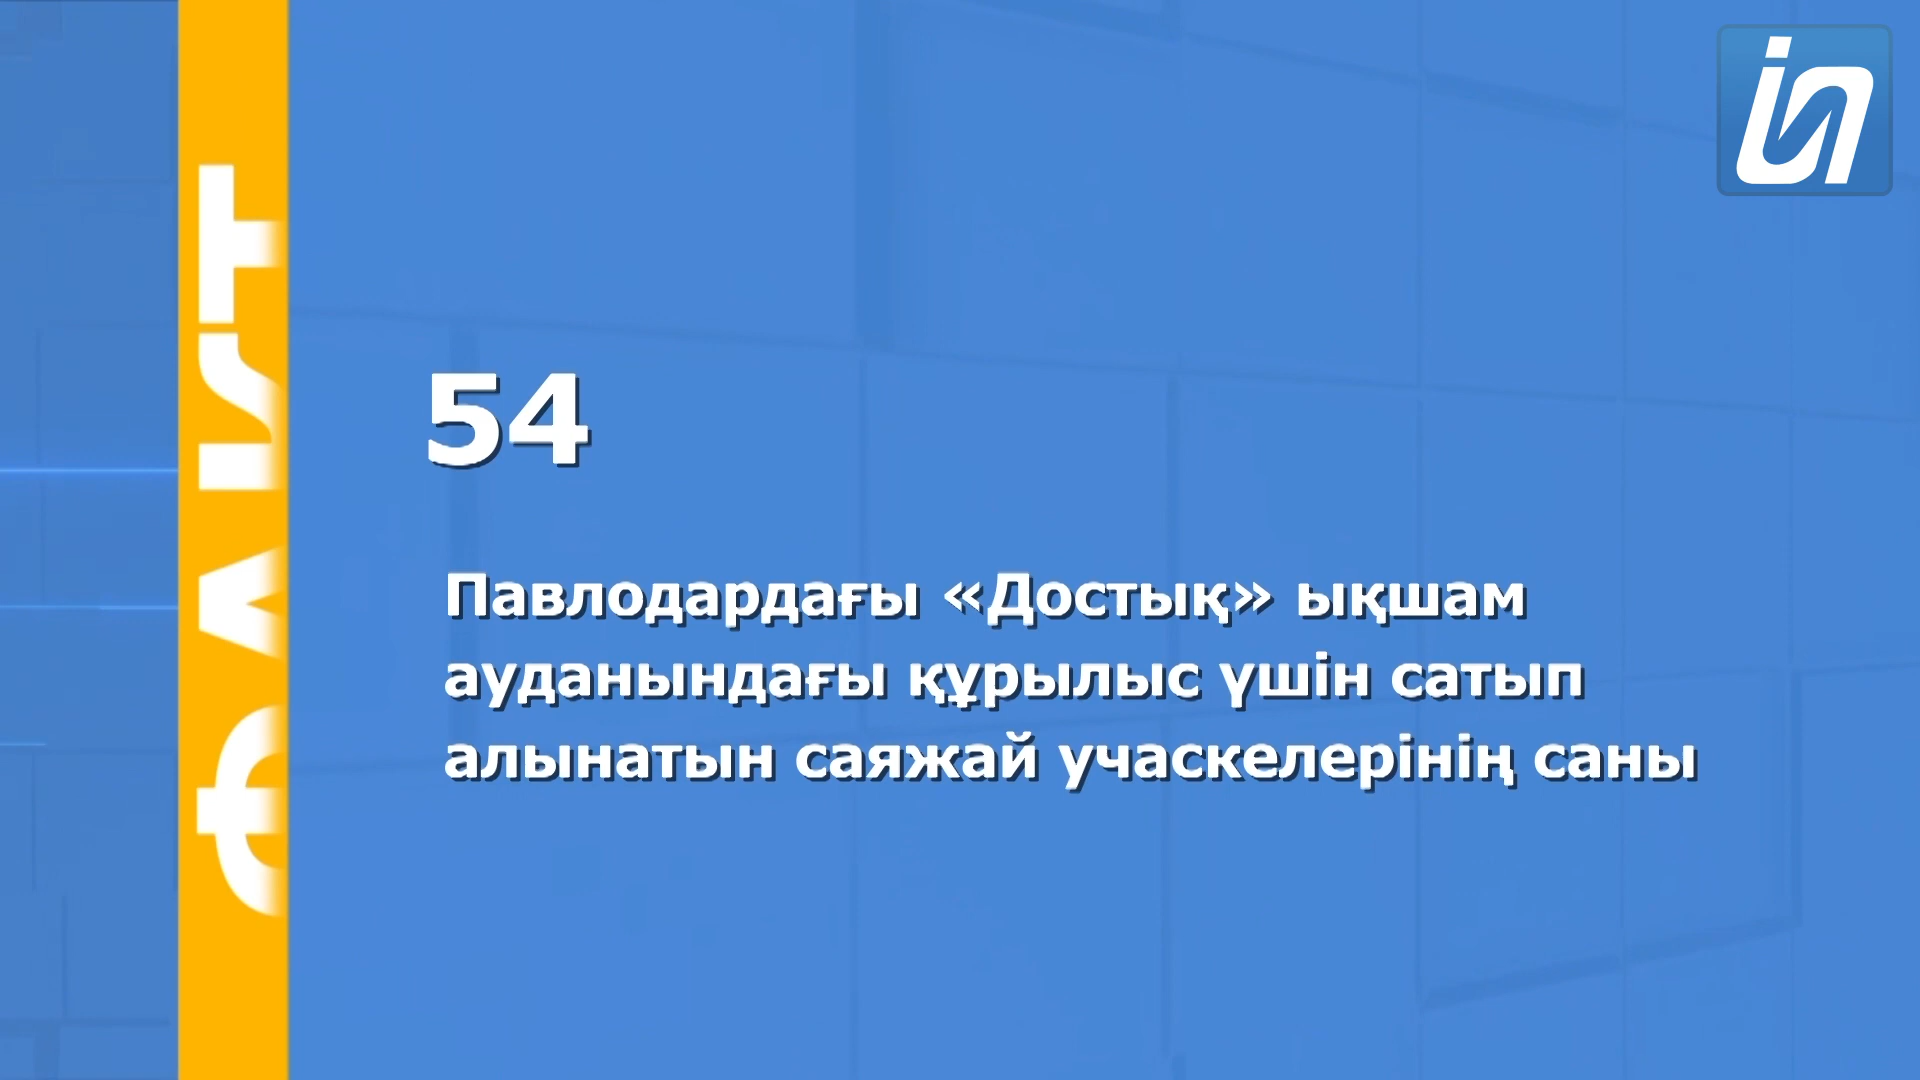 ФАКТ
54
Павлодардағы «Достық» ықшам
ауданындағы құрылыс үшін сатып
алынатын саяжай учаскелерінің саны